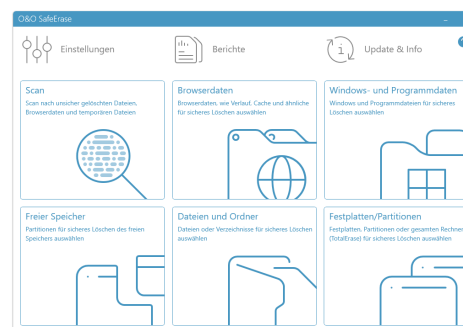 O&O SafeErase
Einstellungen
Berichte
Update & Info
Scan
Scan nach unsicher gelöschten Dateien,
Browserdaten und temporären Dateien
Browserdaten
Browserdaten, wie Verlauf, Cache und ähnliche
für sicheres Löschen auswählen
Windows- und Programmdaten
Windows und Programmdateien für sicheres
Löschen auswählen
Freier Speicher
Partitionen für sicheres Löschen des freien
Speichers auswählen
Dateien und Ordner
Dateien oder Verzeichnisse für sicheres Löschen
auswählen
Festplatten/Partitionen
Festplatten, Partitionen oder gesamten Rechner
(TotalErase) für sicheres Löschen auswählen